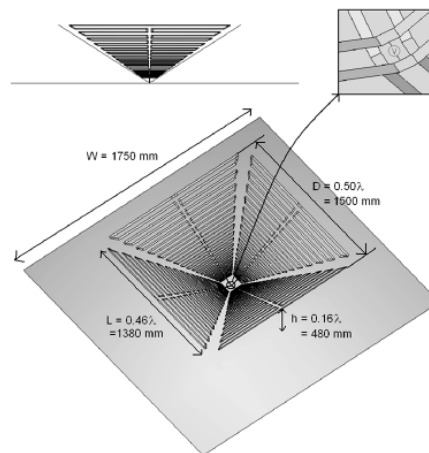 W = 1750 mm
D = 0.50λ
= 1500 mm
L = 0.46λ
=1380 mm
h = 0.16λ
= 480 mm